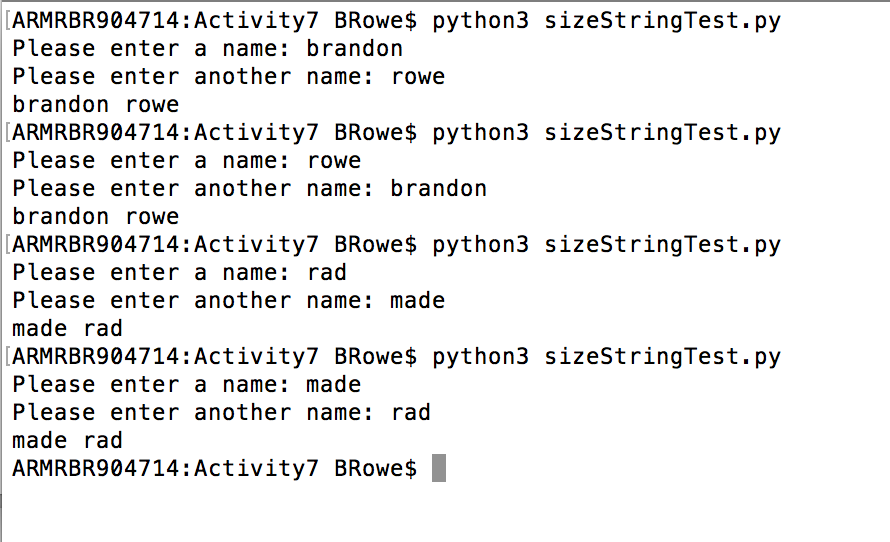 [ARMRBR904714:Activity7 BRowe$ python3 sizeStringTest.py
Please enter a name: brandon
Please enter another name: rowe
brandon rowe
[ARMRBR904714:Activity7 BRowe$ python3 sizeStringTest.py
Please enter a name: rowe
Please enter another name: brandon
brandon rowe
[ARMRBR904714:Activity7 BRowe$ python3 sizeStringTest.py
Please enter a name: rad
Please enter another name: made
made rad
[ARMRBR904714:Activity7 BRowe$ python3 sizeStringTest.py
Please enter a name: made
Please enter another name: rad
made rad
ARMRBR904714:Activity7 BRowe$